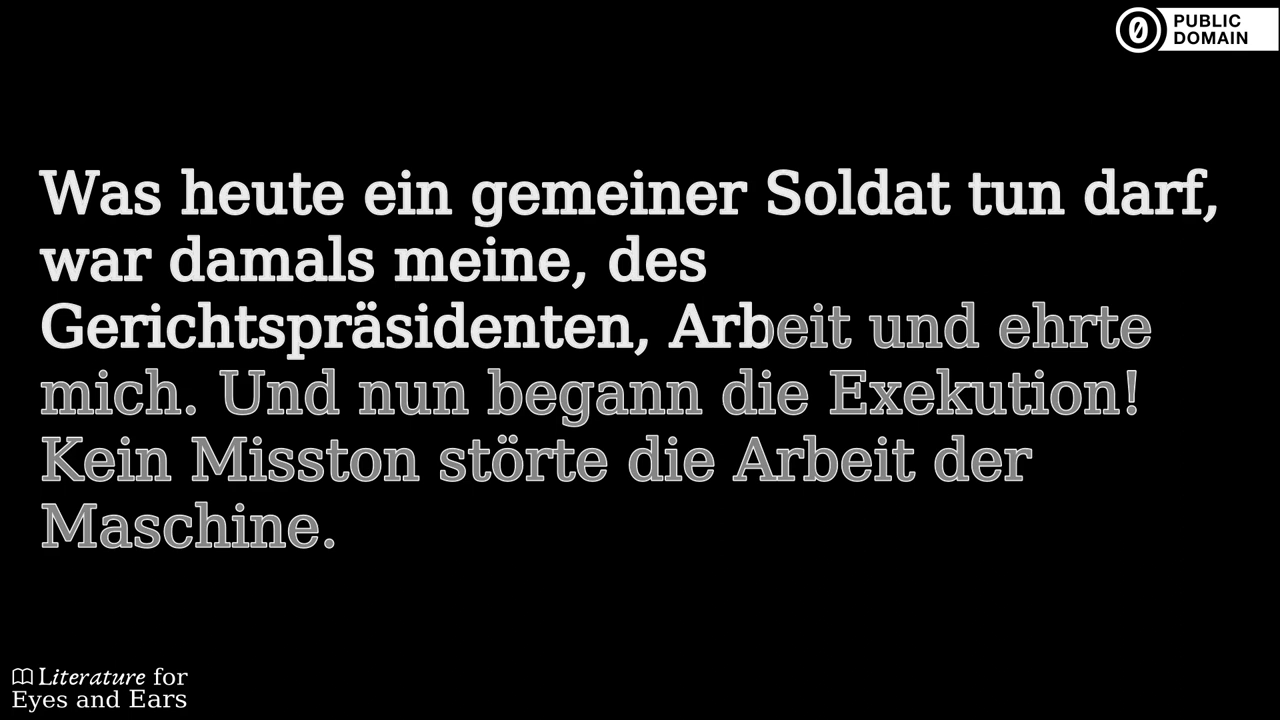 PUBLIC
DOMAIN
Was heute ein gemeiner Soldat tun darf,
war damals meine, des
Gerichtspräsidenten, Arbeit und ehrte
mich. Und nun begann die Exekution!
Kein Misston störte die Arbeit der
Maschine.
Literature for
Eyes and Ears